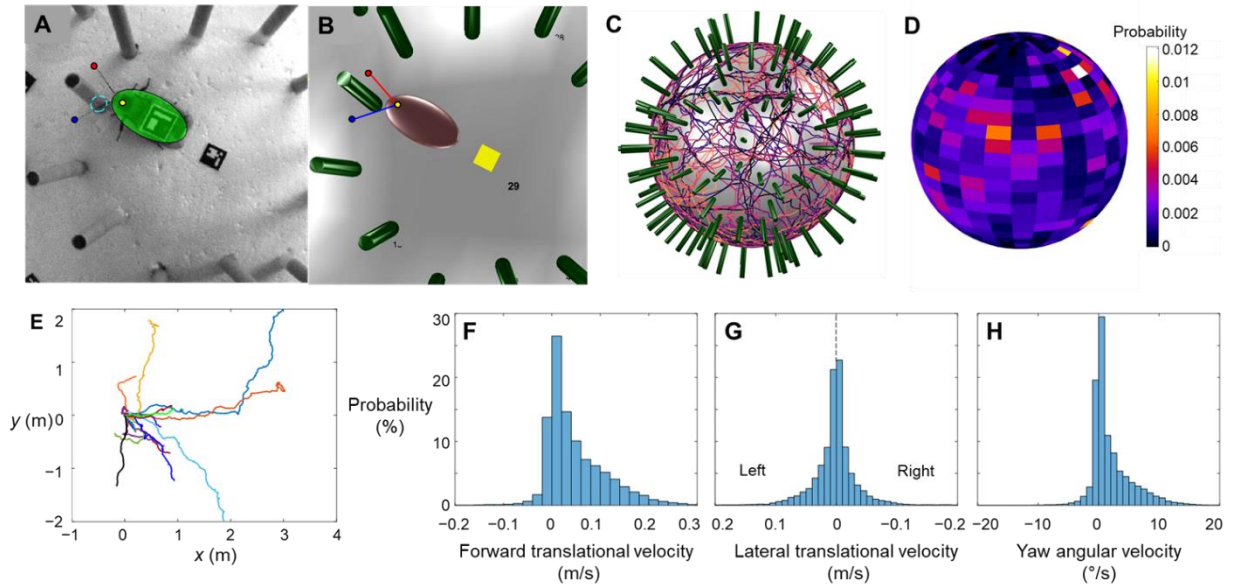 A
B
29
C
D
Probability
0.012
0.010
0.008
0.006
0.004
0.002
0
E
2
1
y (m) 0
−1
−2
−1 0 1 2 3 4
x (m)
Probability
(%)
F
30
20
10
0
−0.2 −0.1 0 0.1 0.2 0.3
Forward translational velocity
(m/s)
G
Left
Right
0.2 0.1 0 −0.1 −0.2
Lateral translational velocity
(m/s)
H
−20 −10 0 10 20
Yaw angular velocity
(°/s)